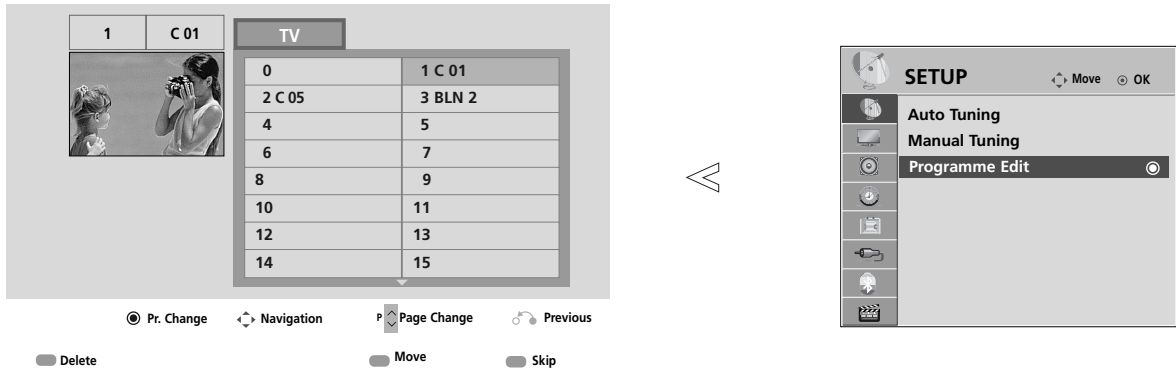 1 C 01
TV
0 1 C 01
2 C 05 3 BLN 2
4 5
6 7
8 9
10 11
12 13
14 15
Pr. Change Navigation P Page Change Previous
Delete Move Skip
SETUP Move OK
Auto Tuning
Manual Tuning
Programme Edit